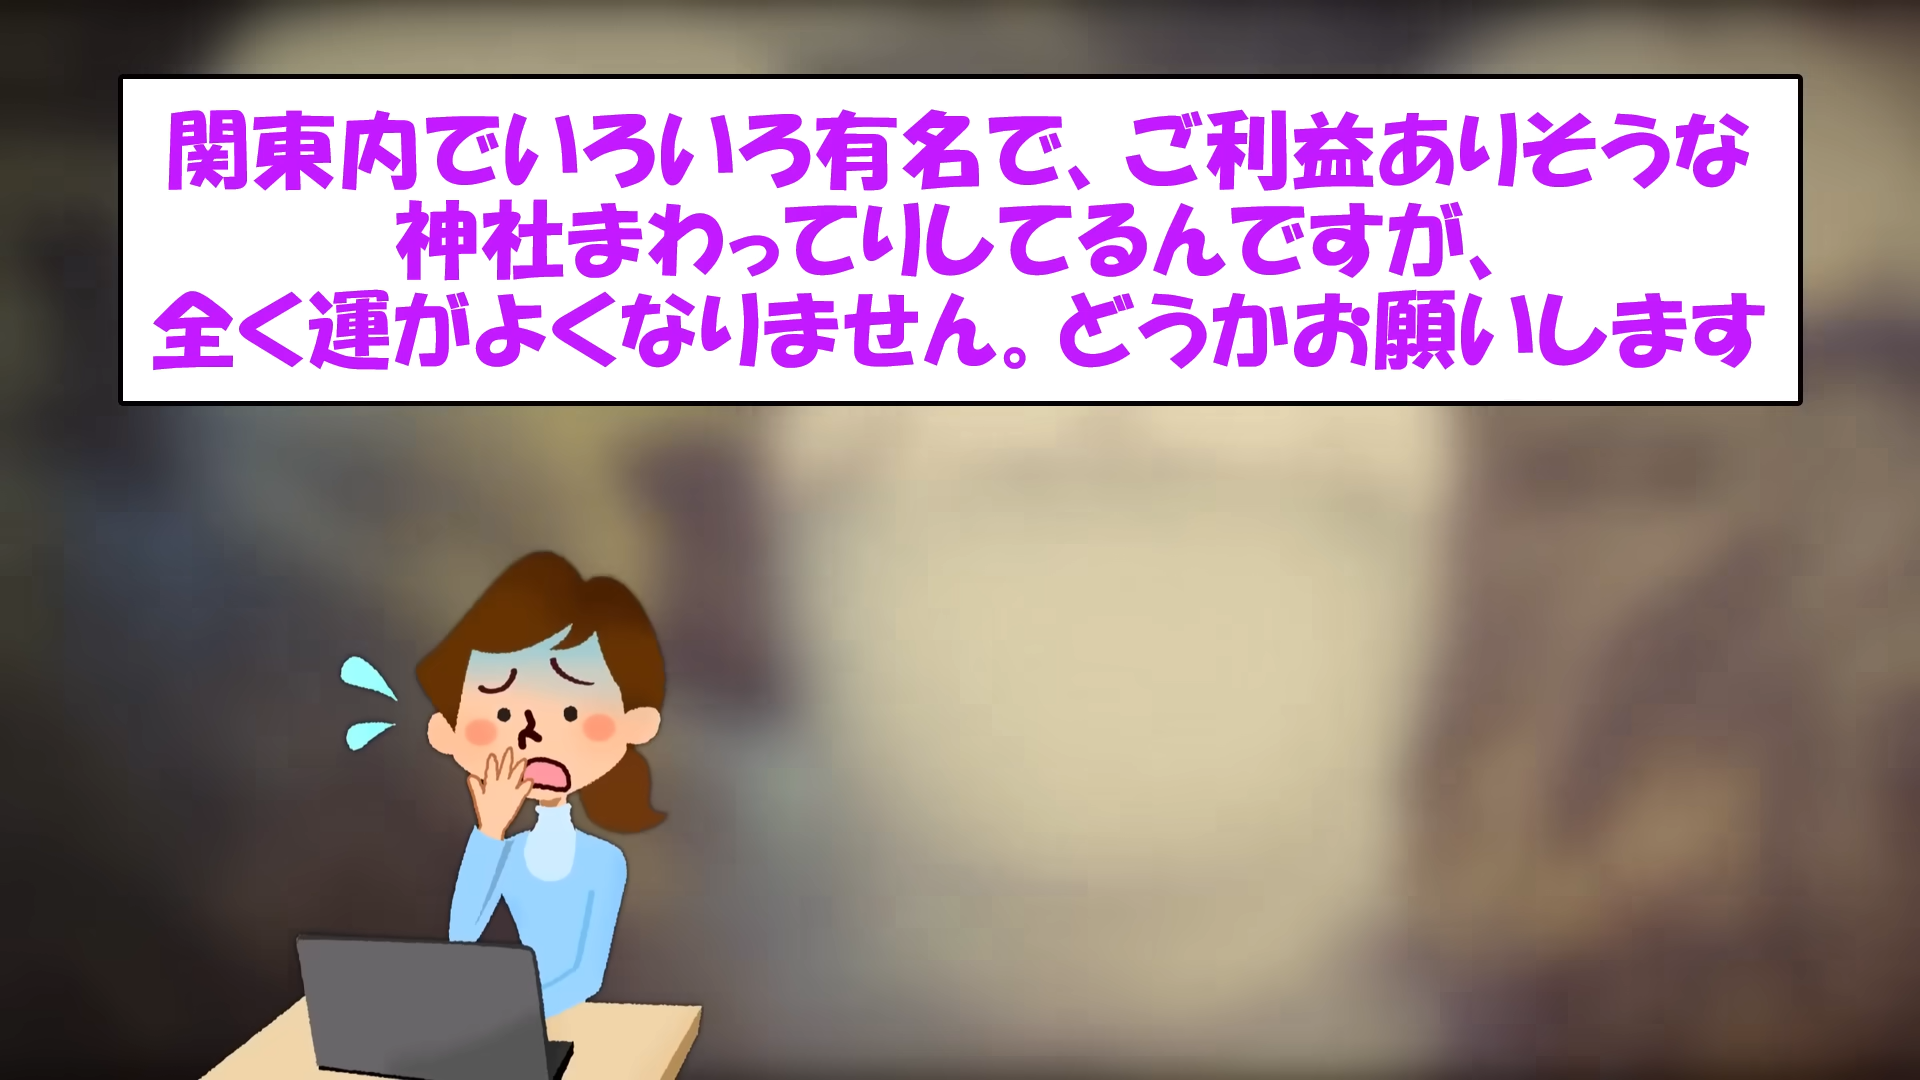 関東内でいろいろ有名で、ご利益ありそうな
神社まわってりしてるんですが、
全く運がよくなりません。どうかお願いします